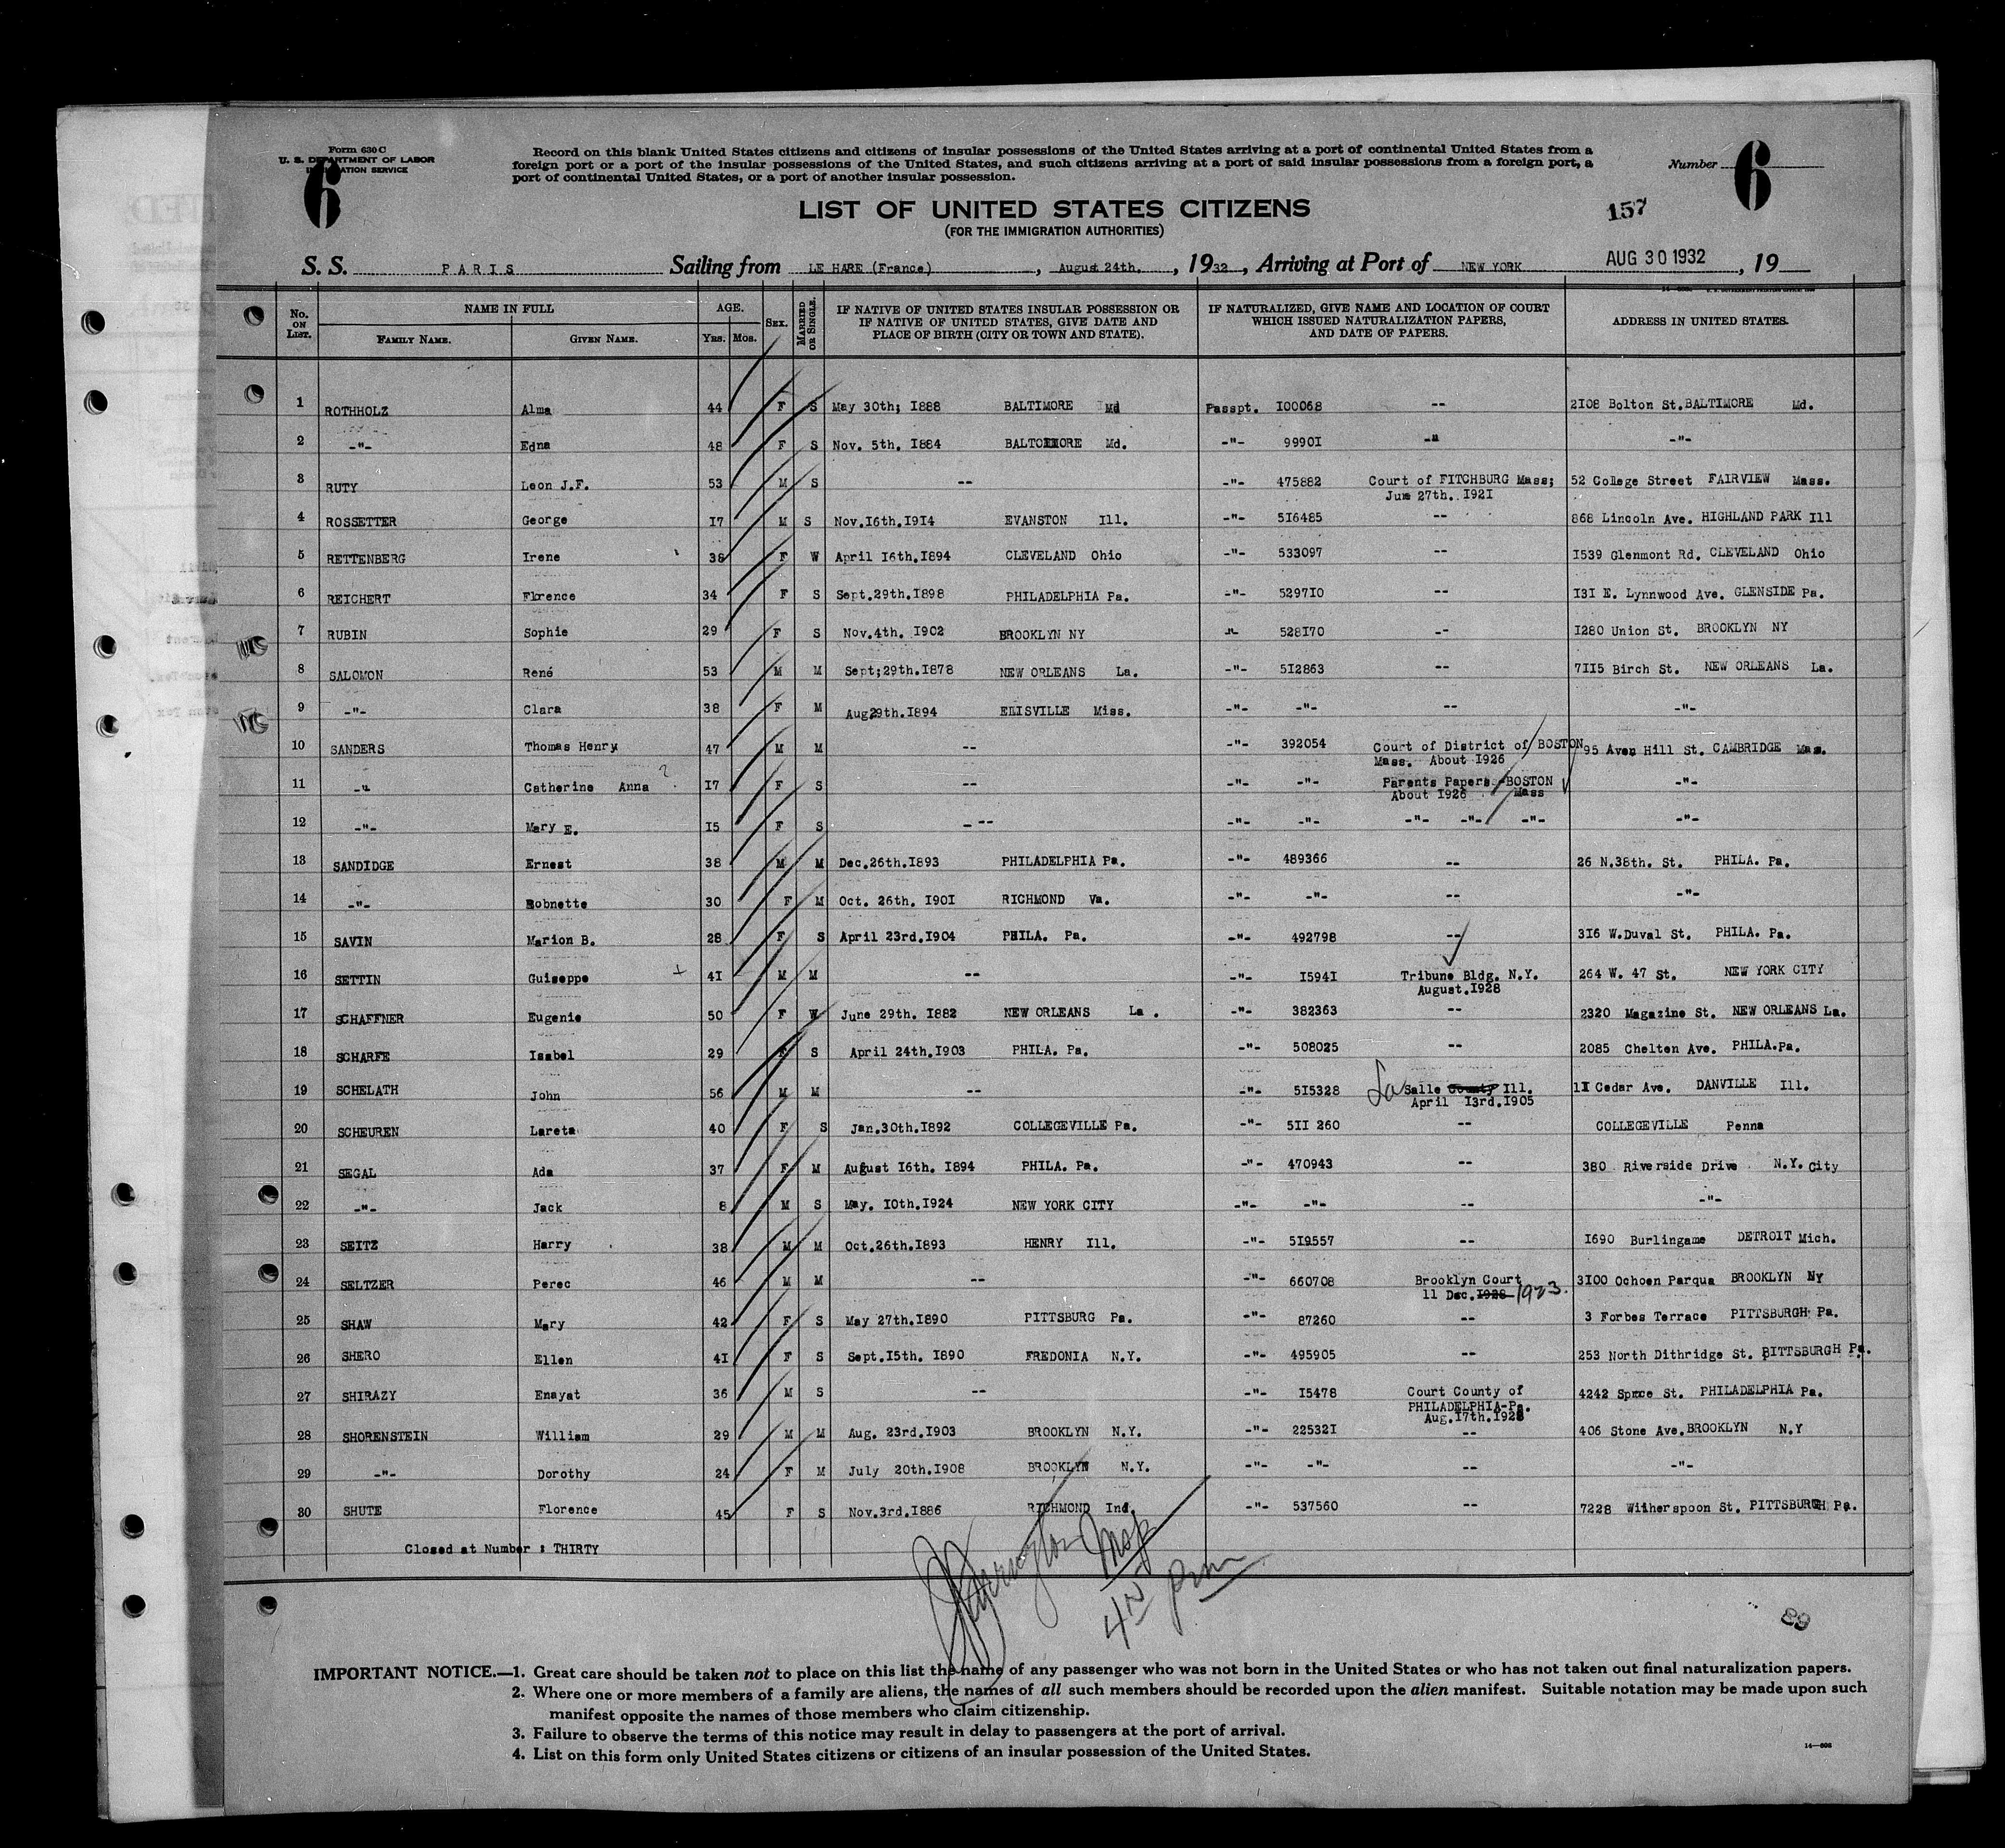 Form 630 C
U. S. DEPARTMENT OF LABOR
IMMIGRATION SERVICE
6
Record on this blank United States citizens and citizens of insular possessions of the United States arriving at a port of continental United States from a
foreign port or a port of the insular possessions of the United States, and such citizens arriving at a port of said insular possessions from a foreign port, a
port of continental United States, or a port of another insular possession.
Number 6
LIST OF UNITED STATES CITIZENS
(FOR THE IMMIGRATION AUTHORITIES)
157
S. S. PARIS Sailing from LE HARE (France), August 24th., 1932, Arriving at Port of NEW YORK AUG 30 1932, 19
No. ON LIST. NAME IN FULL FAMILY NAME. GIVEN NAME. AGE. Yrs. Mos. SEX. MARRIED OR SINGLE. IF NATIVE OF UNITED STATES INSULAR POSSESSION OR IF NATIVE OF UNITED STATES, GIVE DATE AND PLACE OF BIRTH (CITY OR TOWN AND STATE). IF NATURALIZED, GIVE NAME AND LOCATION OF COURT WHICH ISSUED NATURALIZATION PAPERS, AND DATE OF PAPERS. ADDRESS IN UNITED STATES.
1 ROTHHOLZ Alma 44 F S May 30th; 1888 BALTIMORE Md Passpt. 100068 -- 2108 Bolton St. BALTIMORE Md.
2 -"- Edna 48 F S Nov. 5th. 1884 BALTOIMORE Md. -"- 99901 -"- -"-
3 RUTY Leon J.F. 53 M S -- -"- 475882 Court of FITCHBURG Mass; 52 College Street FAIRVIEW Mass.
June 27th. 1921
4 ROSSETTER George 17 M S Nov.16th.1914 EVANSTON Ill. -"- 516485 -- 868 Lincoln Ave. HIGHLAND PARK Ill
5 RETTENBERG Irene 38 F W April 16th.1894 CLEVELAND Ohio -"- 533097 -- 1539 Glenmont Rd. CLEVELAND Ohio
6 REICHERT Flrence 34 F S Sept.29th.1898 PHILADELPHIA Pa. -"- 529710 -- 131 E. Lynnwood Ave. GLENSIDE Pa.
7 RUBIN Sophie 29 F S Nov.4th. 1902 BROOKLYN NY -"- 528170 -- 1280 Union St. BROOKLYN NY
8 SALOMON René 53 M M Sept;29th.1878 NEW ORLEANS La. -"- 512863 -- 7115 Birch St. NEW ORLEANS La.
9 -"- Clara 38 F M Aug29th.1894 ELISVILLE Miss. -"- -"- -- -"-
10 SANDERS Thomas Henry 47 M M -- -"- 392054 Court of District of BOSTON 95 Aven Hill St. CAMBRIDGE Mas.
Mass. About 1926
11 -"- Catherine Anna ? 17 F S -- -"- -"- Parents Papers -BOSTON -"-
About 1926 Mass
12 -"- Mary E. 15 F S --- -"- -"- -"- -"- -"- -"-
13 SANDIDGE Ernest 38 M M Dec.26th.1893 PHILADELPHIA Pa. -"- 489366 -- 26 N.38th. St. PHILA. Pa.
14 -"- Robnette 30 F M Oct. 26th. 1901 RICHMOND Va. -"- -"- -- -"-
15 SAVIN Marion B. 28 F S April 23rd.1904 PHILA. Pa. -"- 492798 -- 316 W.Duval St. PHILA. Pa.
16 SETTIN Guiseppe + 41 M M -- -"- 15941 Tribune Bldg. N.Y. 264 W. 47 St. NEW YORK CITY
August.1928
17 SCHAFFNER Eugenie 50 F W June 29th. 1882 NEW ORLEANS La . -"- 382363 -- 2320 Magazine St. NEW ORLEANS La.
18 SCHARFE Isabel 29 F S April 24th.1903 PHILA. Pa. -"- 508025 -- 2085 Chelten Ave. PHILA.Pa.
19 SCHELATH John 56 M M -- -"- 515328 La Salle County Ill. 11 Cedar Ave. DANVILLE Ill.
April 13rd.1905
20 SCHEUREN Lareta 40 F S Jan.30th.1892 COLLEGEVILLE Pa. -"- 511 260 -- COLLEGEVILLE Penna
21 SEGAL Ada 37 F M August 16th. 1894 PHILA. Pa. -"- 470943 -- 380 Riverside Drive N.Y. City
22 -"- Jack 8 M S May. 10th.1924 NEW YORK CITY -"- -"- -- -"-
23 SEITZ Harry 38 M M Oct.26th.1893 HENRY Ill. -"- 519557 -- 1690 Burlingame DETROIT Mich.
24 SELTZER Perec 46 M M -- -"- 660708 Brooklyn Court 3100 Ochoen Parqua BROOKLYN NY
11 Dec.1928 1923.
25 SHAW Mary 42 F S May 27th.1890 PITTSBURG Pa. -"- 87260 -- 3 Forbes Terrace PITTSBURGH Pa.
26 SHERO Ellen 41 F S Sept.15th. 1890 FREDONIA N.Y. -"- 495905 -- 253 North Dithridge St. PITTSBURGH Pa.
27 SHIRAZY Enayat 36 M S -- -"- 15478 Court County of 4242 Spruce St. PHILADELPHIA Pa.
PHILADELPHIA-Pa.
Aug.17th.1928
28 SHORENSTEIN William 29 M M Aug. 23rd.1903 BROOKLYN N.Y. -"- 225321 -- 406 Stone Ave.BROOKLYN N.Y
29 -"- Dorothy 24 F M July 20th.1908 BROOKLYN N.Y. -"- -"- -- -"-
30 SHUTE Florence 45 F S Nov.3rd.1886 RICHMOND Ind. -"- 537560 -- 7228 Witherspoon St. PITTSBURGH Pa.
Closed at Number : THIRTY
pm
89
IMPORTANT NOTICE.—1. Great care should be taken not to place on this list the name of any passenger who was not born in the United States or who has not taken out final naturalization papers.
2. Where one or more members of a family are aliens, the names of all such members should be recorded upon the alien manifest. Suitable notation may be made upon such
manifest opposite the names of those members who claim citizenship.
3. Failure to observe the terms of this notice may result in delay to passengers at the port of arrival.
4. List on this form only United States citizens or citizens of an insular possession of the United States.